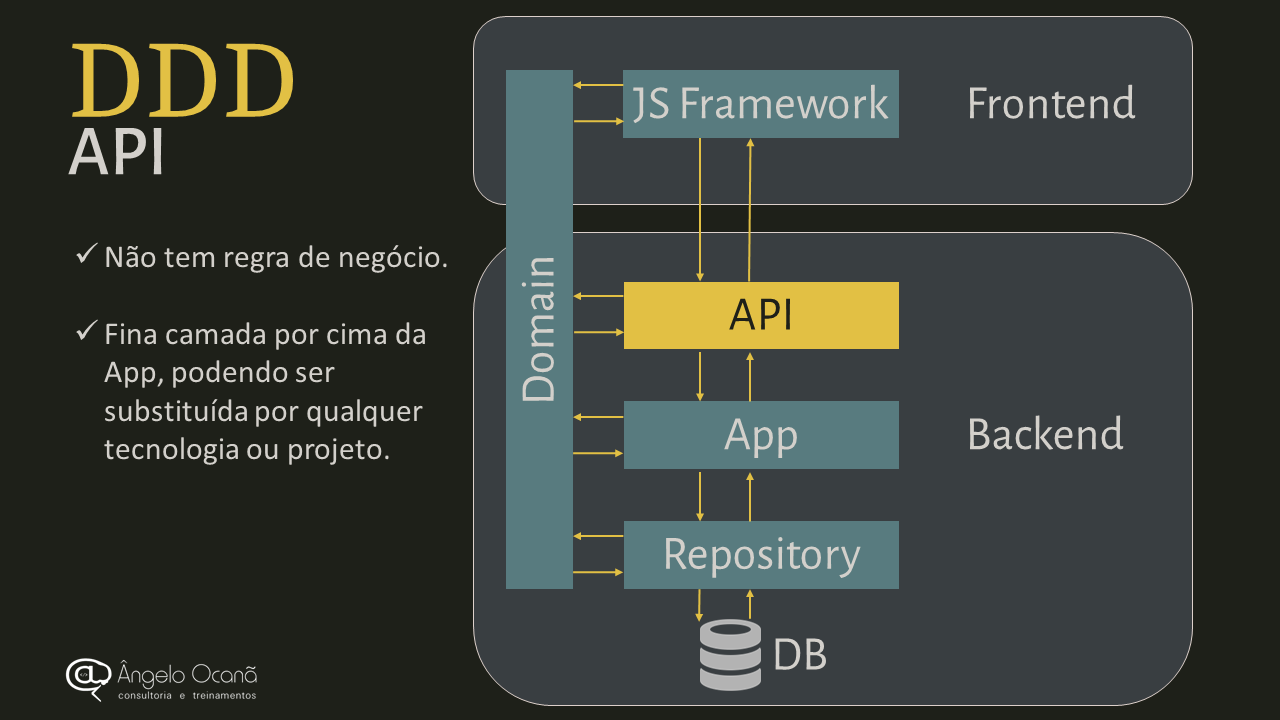 DDD
API
✓ Não tem regra de negócio.
✓ Fina camada por cima da
App, podendo ser
substituída por qualquer
tecnologia ou projeto.
JS Framework
Frontend
Domain
API
App
Backend
Repository
DB
Ângelo Ocanã
consultoria e treinamentos